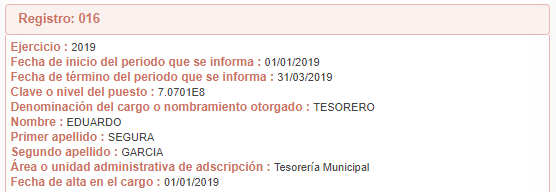 Registro: 016
Ejercicio : 2019
Fecha de inicio del periodo que se informa : 01/01/2019
Fecha de término del periodo que se informa : 31/03/2019
Clave o nivel del puesto : 7.0701E8
Denominación del cargo o nombramiento otorgado : TESORERO
Nombre : EDUARDO
Primer apellido : SEGURA
Segundo apellido : GARCIA
Área o unidad administrativa de adscripción : Tesorería Municipal
Fecha de alta en el cargo : 01/01/2019